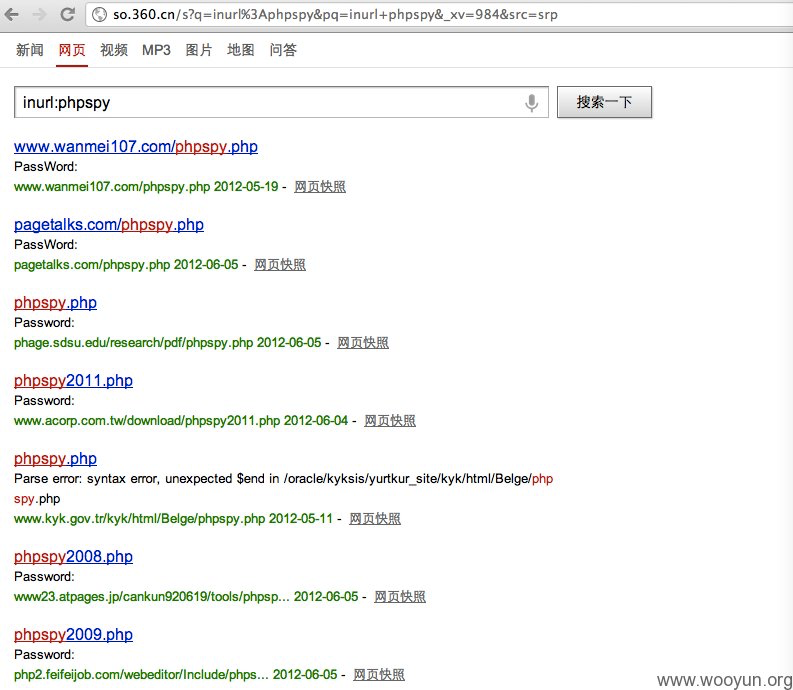 so.360.cn/s?q=inurl%3Aphpspy&pq=inurl+phpspy&_xv=984&src=srp
新闻 网页 视频 MP3 图片 地图 问答
inurl:phpspy 搜索一下
www.wanmei107.com/phpspy.php
PassWord:
www.wanmei107.com/phpspy.php 2012-05-19 - 网页快照
pagetalks.com/phpspy.php
PassWord:
pagetalks.com/phpspy.php 2012-06-05 - 网页快照
phpspy.php
Password:
phage.sdsu.edu/research/pdf/phpspy.php 2012-06-05 - 网页快照
phpspy2011.php
Password:
www.acorp.com.tw/download/phpspy2011.php 2012-06-04 - 网页快照
phpspy.php
Parse error: syntax error, unexpected $end in /oracle/kyksis/yurtkur_site/kyk/html/Belge/php
spy.php
www.kyk.gov.tr/kyk/html/Belge/phpspy.php 2012-05-11 - 网页快照
phpspy2008.php
Password:
www23.atpages.jp/cankun920619/tools/phpsp... 2012-06-05 - 网页快照
phpspy2009.php
Password:
php2.feifeijob.com/webeditor/Include/phps... 2012-06-05 - 网页快照
www.wooyun.org